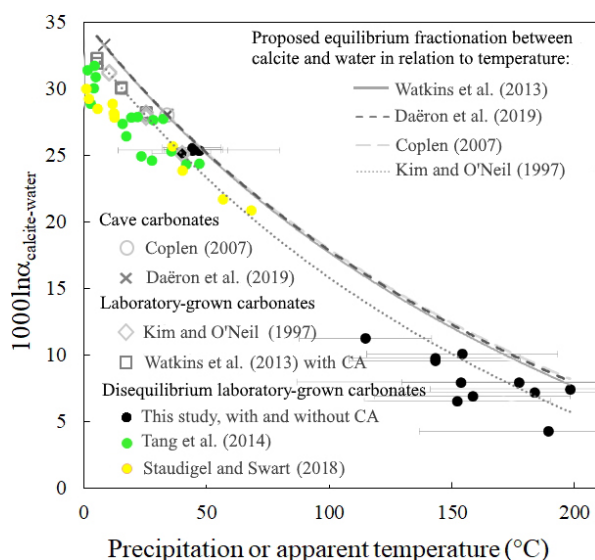 35
30
25
20
15
10
5
0
1000lnα calcite-water
0
50
100
150
200
Precipitation or apparent temperature (°C)
Proposed equilibrium fractionation between
calcite and water in relation to temperature:
Watkins et al. (2013)
Daëron et al. (2019)
Coplen (2007)
Kim and O'Neil (1997)
Cave carbonates
Coplen (2007)
Daëron et al. (2019)
Laboratory-grown carbonates
Kim and O'Neil (1997)
Watkins et al. (2013) with CA
Disequilibrium laboratory-grown carbonates
This study, with and without CA
Tang et al. (2014)
Staudigel and Swart (2018)